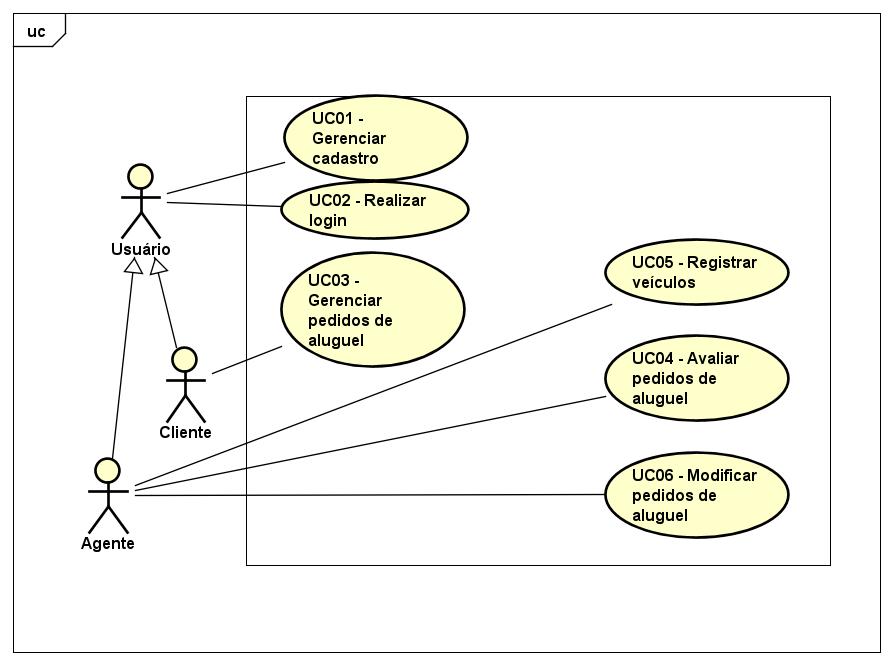 uc
UC01 -
Gerenciar
cadastro
UC02 - Realizar
login
Usuário
UC03 -
Gerenciar
pedidos de
aluguel
UC05 - Registrar
veículos
Cliente
UC04 - Avaliar
pedidos de
aluguel
Agente
UC06 - Modificar
pedidos de
aluguel